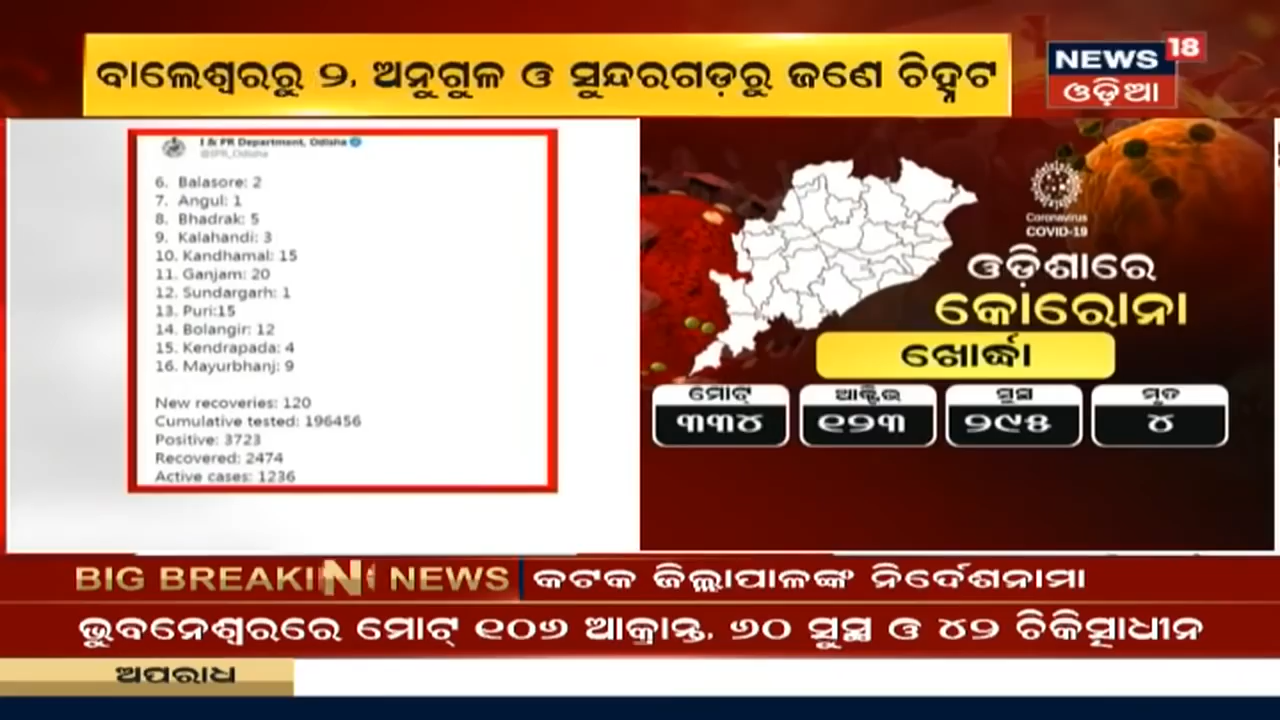 ବାଲେଶ୍ୱରରୁ ୨, ଅନୁଗୁଳ ଓ ସୁନ୍ଦରଗଡ଼ରୁ ଜଣେ ଚିହ୍ନଟ
NEWS 18
ଓଡ଼ିଆ
I & PR Department, Odisha
@IPR_Odisha
6. Balasore: 2
7. Angul: 1
8. Bhadrak: 5
9. Kalahandi: 3
10. Kandhamal: 15
11. Ganjam: 20
12. Sundargarh: 1
13. Puri:15
14. Bolangir: 12
15. Kendrapada: 4
16. Mayurbhanj: 9
New recoveries: 120
Cumulative tested: 196456
Positive: 3723
Recovered: 2474
Active cases: 1236
Coronavirus
COVID-19
ଓଡ଼ିଶାରେ
କୋରୋନା
ଖୋର୍ଦ୍ଧା
ମୋଟ୍ ଆକ୍ଟିଭ ସୁସ୍ଥ ମୃତ
୩୩୪ ୧୨୩ ୨୯୫ ୪
BIG BREAKIN NEWS କଟକ ଜିଲ୍ଲାପାଳଙ୍କ ନିର୍ଦେଶନାମା
ଭୁବନେଶ୍ୱରରେ ମୋଟ୍ ୧୦୬ ଆକ୍ରାନ୍ତ, ୬୦ ସୁସ୍ଥ ଓ ୪୨ ଚିକିତ୍ସାଧୀନ
ଅପରାଧ